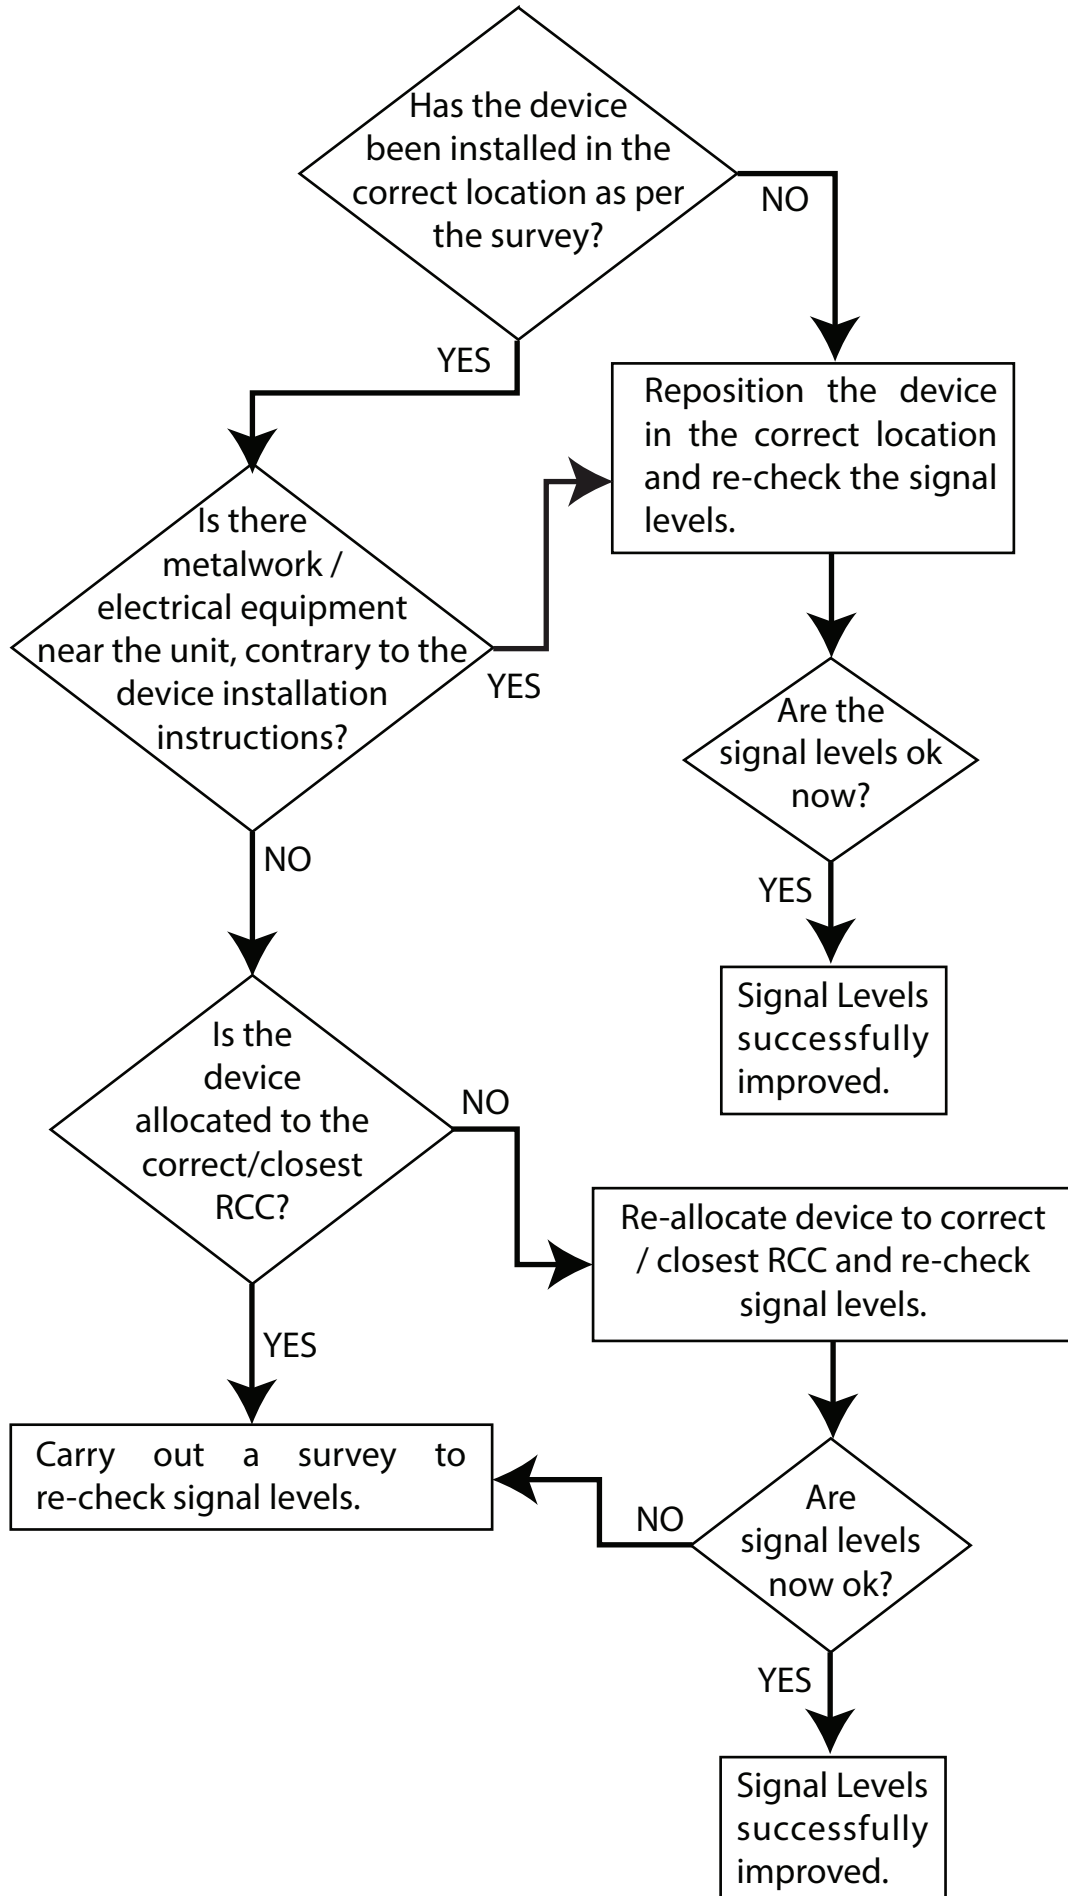 Has the device
been installed in the
correct location as per
the survey?
NO
YES
Reposition the device
in the correct location
and re-check the signal
levels.
Is there
metalwork /
electrical equipment
near the unit, contrary to the
device installation
instructions?
YES
Are the
signal levels ok
now?
NO
YES
Signal Levels
successfully
improved.
Is the
device
allocated to the
correct/closest
RCC?
NO
Re-allocate device to correct
/ closest RCC and re-check
signal levels.
YES
Carry out a survey to
re-check signal levels.
Are
signal levels
now ok?
NO
YES
Signal Levels
successfully
improved.